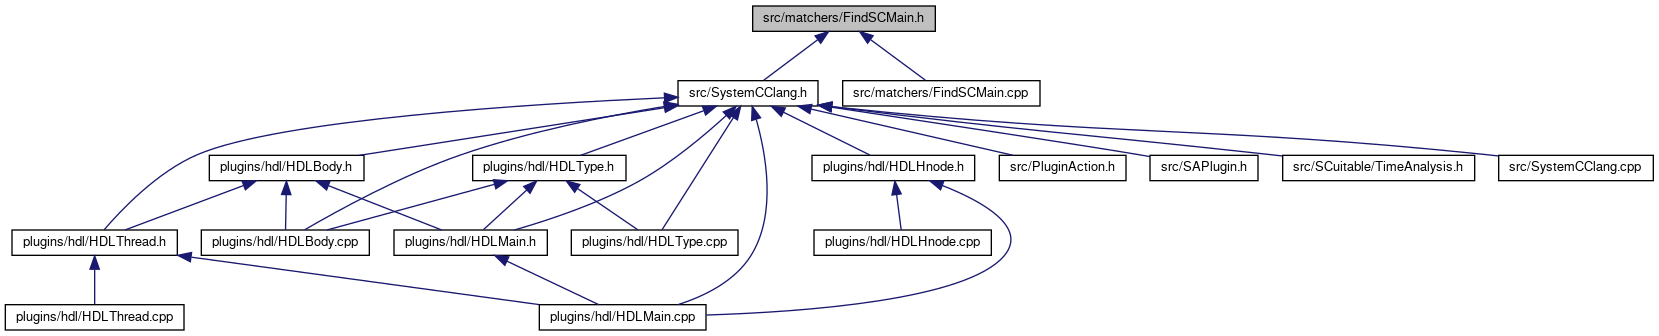 src/matchers/FindSCMain.h
src/SystemCClang.h
src/matchers/FindSCMain.cpp
plugins/hdl/HDLBody.h
plugins/hdl/HDLType.h
plugins/hdl/HDLHnode.h
src/PluginAction.h
src/SAPlugin.h
src/SCuitable/TimeAnalysis.h
src/SystemCClang.cpp
plugins/hdl/HDLThread.h
plugins/hdl/HDLBody.cpp
plugins/hdl/HDLMain.h
plugins/hdl/HDLType.cpp
plugins/hdl/HDLHnode.cpp
plugins/hdl/HDLThread.cpp
plugins/hdl/HDLMain.cpp